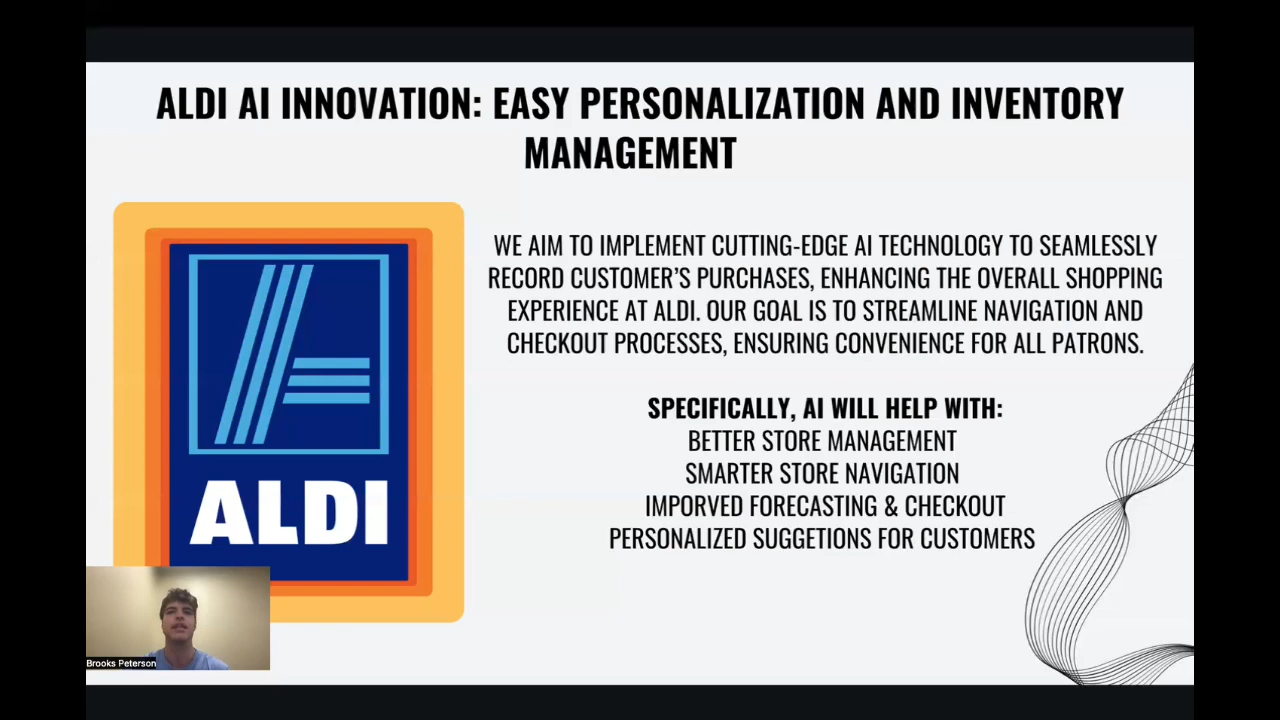 ALDI AI INNOVATION: EASY PERSONALIZATION AND INVENTORY
MANAGEMENT
WE AIM TO IMPLEMENT CUTTING-EDGE AI TECHNOLOGY TO SEAMLESSLY
RECORD CUSTOMER’S PURCHASES, ENHANCING THE OVERALL SHOPPING
EXPERIENCE AT ALDI. OUR GOAL IS TO STREAMLINE NAVIGATION AND
CHECKOUT PROCESSES, ENSURING CONVENIENCE FOR ALL PATRONS.
SPECIFICALLY, AI WILL HELP WITH:
BETTER STORE MANAGEMENT
SMARTER STORE NAVIGATION
IMPORVED FORECASTING & CHECKOUT
PERSONALIZED SUGGETIONS FOR CUSTOMERS
ALDI
Brooks Peterson